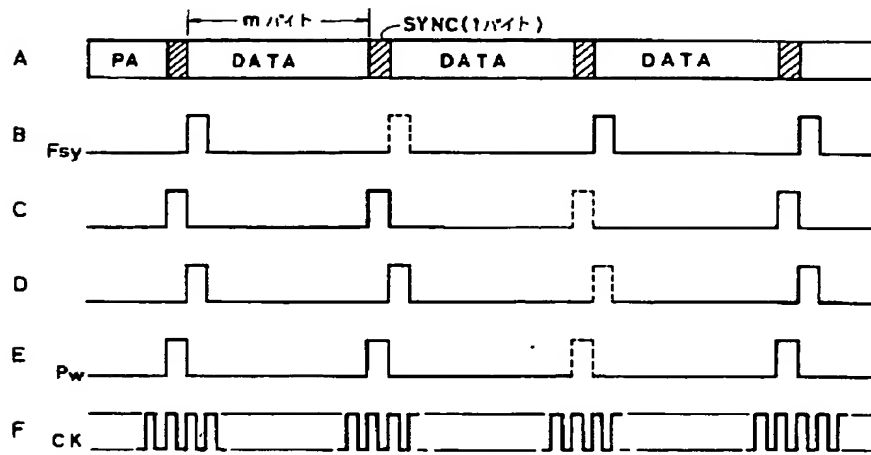 mバイト
SYNC(1バイト)
A PA DATA DATA DATA
B Fsy
C
D
E Pw
F CK